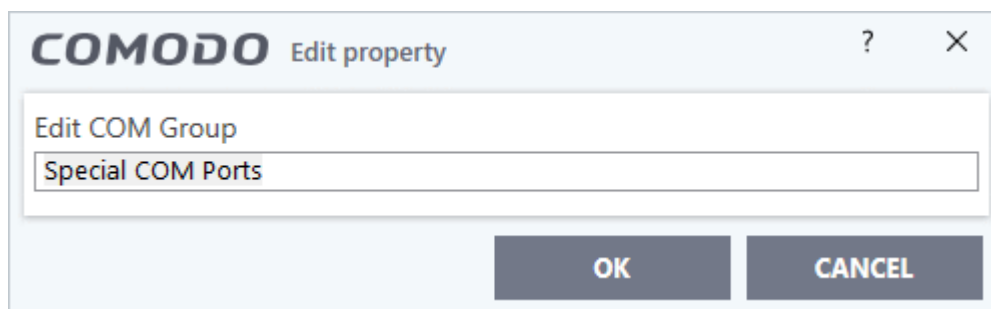 COMODO Edit property ? ×
Edit COM Group
Special COM Ports
OK CANCEL